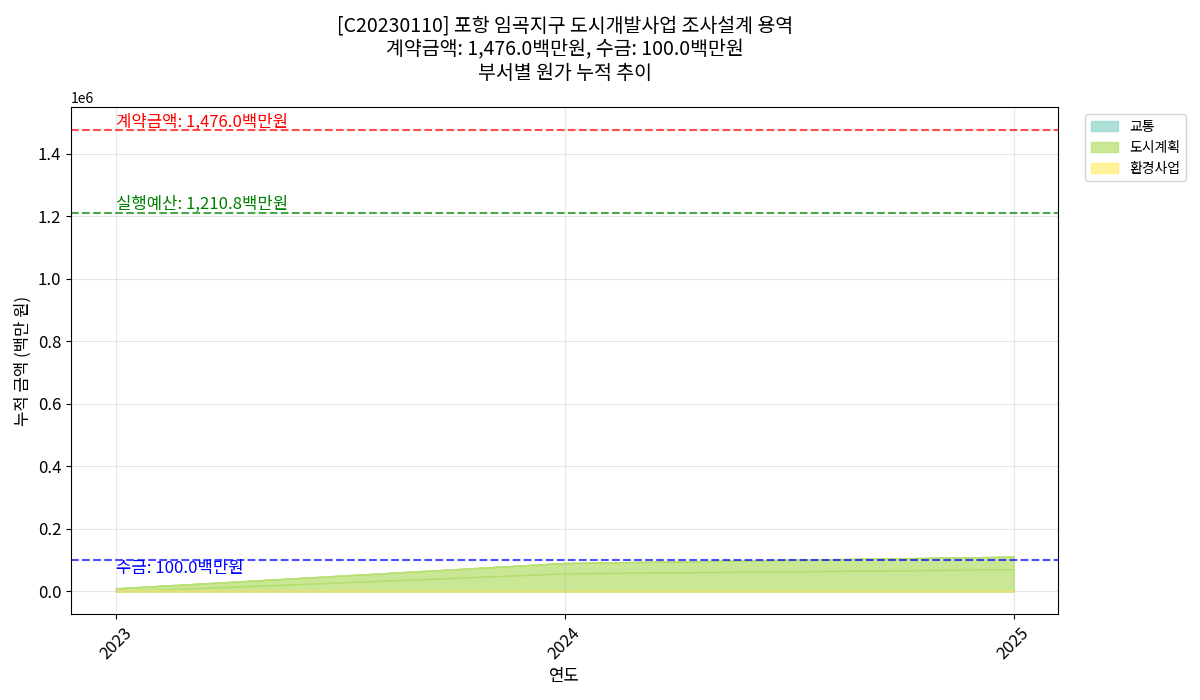 [C20230110] 포항 임곡지구 도시개발사업 조사설계 용역
계약금액: 1,476.0백만원, 수금: 100.0백만원
부서별 원가 누적 추이
1e6
계약금액: 1,476.0백만원
실행예산: 1,210.8백만원
수금: 100.0백만원
1.4
1.2
1.0
0.8
0.6
0.4
0.2
0.0
누적 금액 (백만 원)
2023
2024
2025
연도
교통
도시계획
환경사업